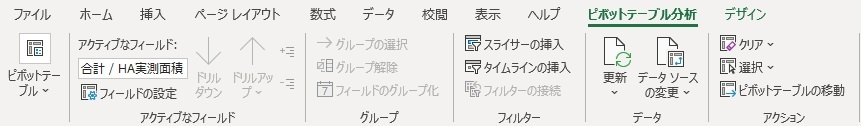 ファイル ホーム 挿入 ページ レイアウト 数式 データ 校閲 表示 ヘルプ ピボットテーブル分析 デザイン
ピボットテー
ブル
アクティブなフィールド:
合計 / HA実測面積
フィールドの設定
ドリル
ダウン
ドリルアッ
プ
アクティブなフィールド
グループの選択
グループ解除
フィールドのグループ化
グループ
スライサーの挿入
タイムラインの挿入
フィルターの接続
フィルター
更新
データ ソース
の変更
データ
クリア
選択
ピボットテーブルの移動
アクション